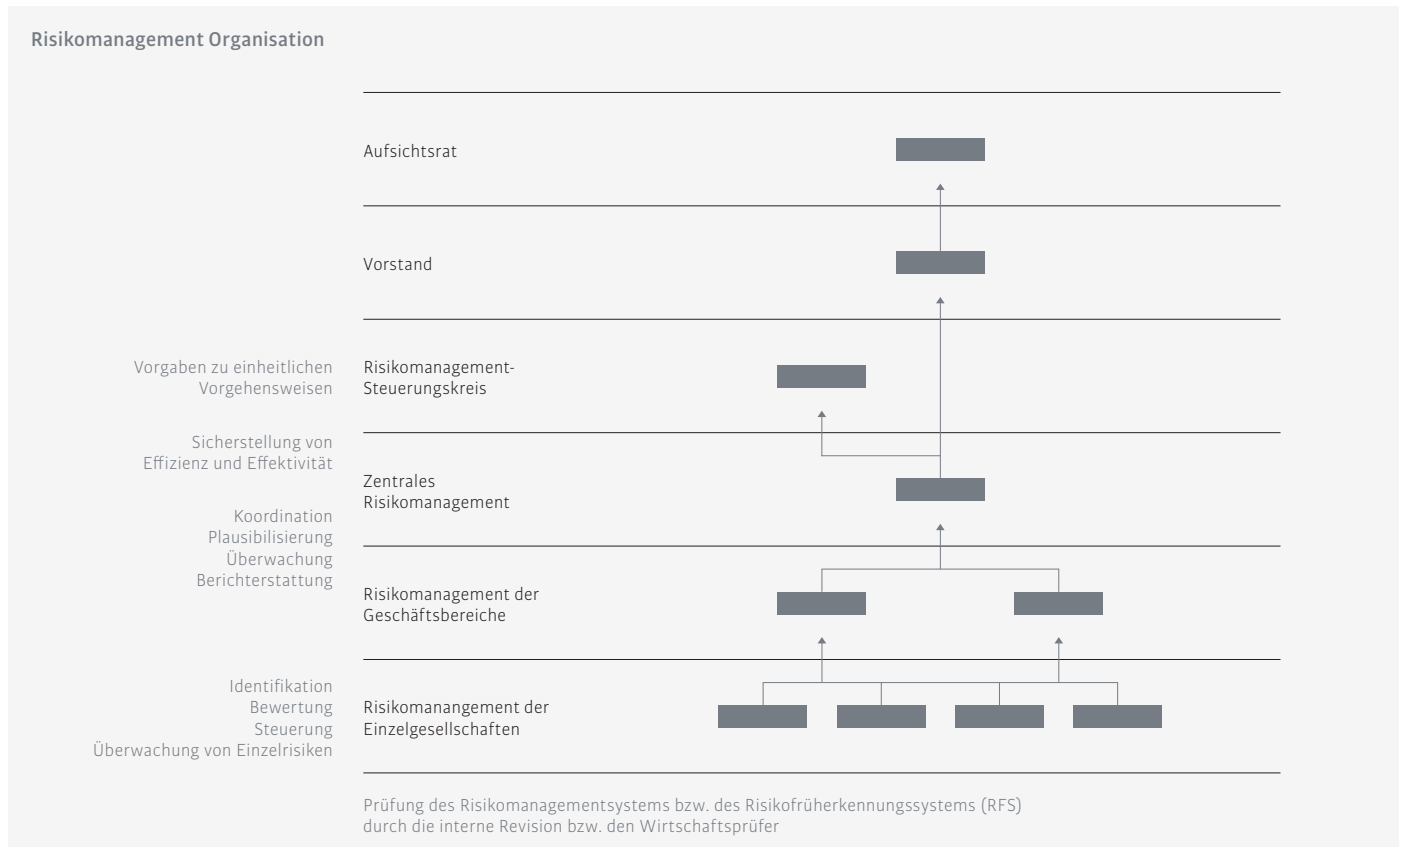 Risikomanagement Organisation
Aufsichtsrat
Vorstand
Vorgaben zu einheitlichen
Vorgehensweisen
Risikomanagement-
Steuerungskreis
Sicherstellung von
Effizienz und Effektivität
Zentrales
Risikomanagement
Koordination
Plausibilisierung
Überwachung
Berichterstattung
Risikomanagement der
Geschäftsbereiche
Identifikation
Bewertung
Steuerung
Überwachung von Einzelrisiken
Risikomanangement der
Einzelgesellschaften
Prüfung des Risikomanagementsystems bzw. des Risikofrüherkennungssystems (RFS)
durch die interne Revision bzw. den Wirtschaftsprüfer